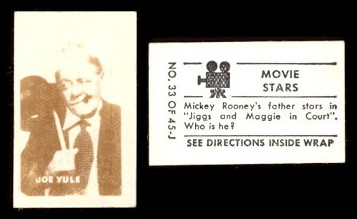 JOE YULE
NO. 33 OF 45-J
MOVIE
STARS
Mickey Rooney's father stars in
"Jiggs and Maggie in Court".
Who is he?
SEE DIRECTIONS INSIDE WRAP